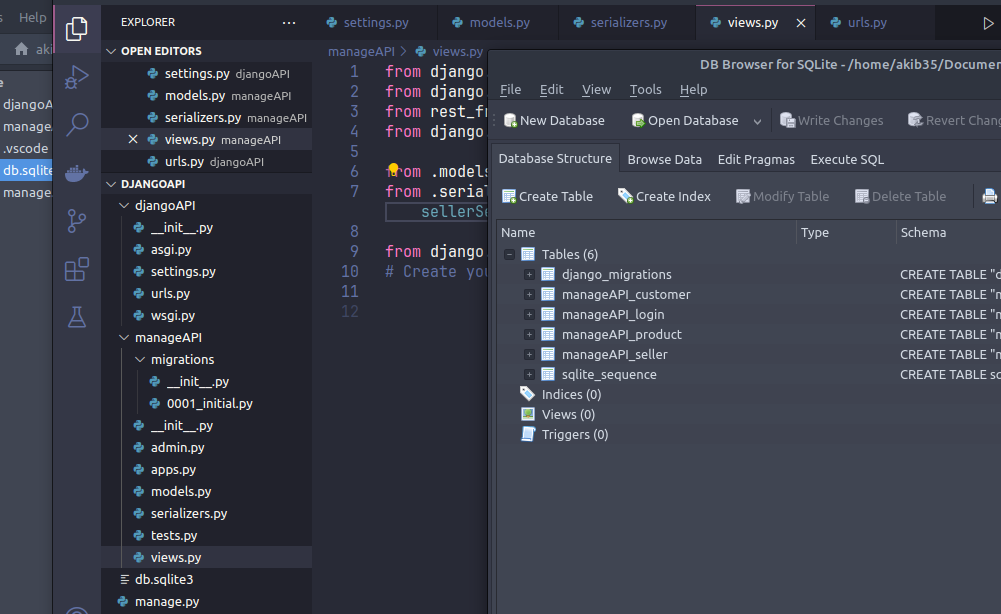 s Help
aki
e
djangoA
manage
.vscode
db.sqlite
manage
EXPLORER ...
OPEN EDITORS
settings.py djangoAPI
models.py manageAPI
serializers.py manageAPI
views.py manageAPI
urls.py djangoAPI
DJANGOAPI
djangoAPI
__init__.py
asgi.py
settings.py
urls.py
wsgi.py
manageAPI
migrations
__init__.py
0001_initial.py
__init__.py
admin.py
apps.py
models.py
serializers.py
tests.py
views.py
db.sqlite3
manage.py
settings.py models.py serializers.py views.py urls.py
manageAPI > views.py
1 from django.
2 from django.
3 from rest_fr
4 from django.
5
6 from .models
7 from .serial
sellerSe
8
9 from django.
10 # Create you
11
12
DB Browser for SQLite - /home/akib35/Documen
File Edit View Tools Help
New Database Open Database Write Changes Revert Chang
Database Structure Browse Data Edit Pragmas Execute SQL
Create Table Create Index Modify Table Delete Table
Name Type Schema
Tables (6)
django_migrations CREATE TABLE "d
manageAPI_customer CREATE TABLE "m
manageAPI_login CREATE TABLE "m
manageAPI_product CREATE TABLE "m
manageAPI_seller CREATE TABLE "m
sqlite_sequence CREATE TABLE sq
Indices (0)
Views (0)
Triggers (0)